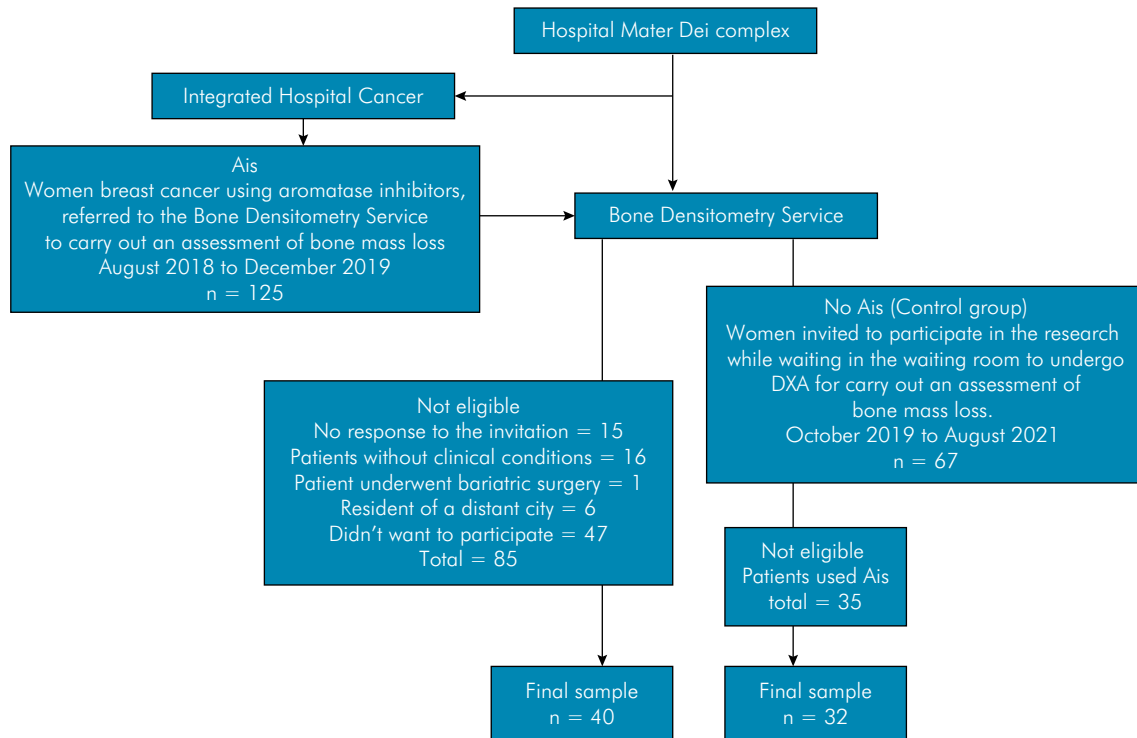 Hospital Mater Dei complex
Integrated Hospital Cancer
Ais
Women breast cancer using aromatase inhibitors,
referred to the Bone Densitometry Service
to carry out an assessment of bone mass loss
August 2018 to December 2019
n = 125
Bone Densitometry Service
No Ais (Control group)
Women invited to participate in the research
while waiting in the waiting room to undergo
DXA for carry out an assessment of
bone mass loss.
October 2019 to August 2021
n = 67
Not eligible
No response to the invitation = 15
Patients without clinical conditions = 16
Patient underwent bariatric surgery = 1
Resident of a distant city = 6
Didn't want to participate = 47
Total = 85
Not eligible
Patients used Ais
total = 35
Final sample
n = 40
Final sample
n = 32